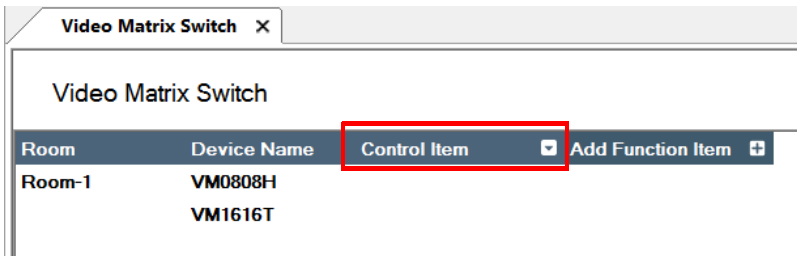 Video Matrix Switch X
Video Matrix Switch
Room Device Name Control Item Add Function Item
Room-1 VM0808H
VM1616T